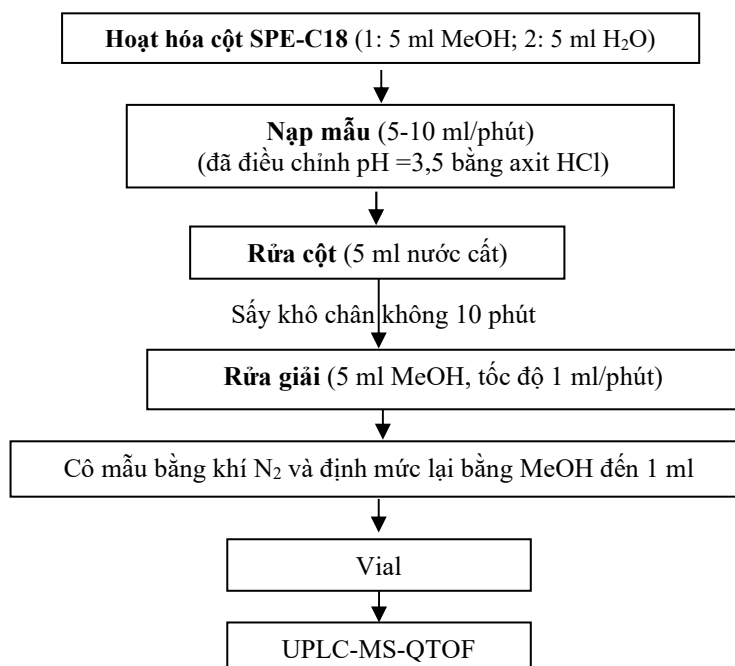 Hoạt hóa cột SPE-C18 (1: 5 ml MeOH; 2: 5 ml H₂O)
Nạp mẫu (5-10 ml/phút)
(đã điều chỉnh pH =3,5 bằng axit HCl)
Rửa cột (5 ml nước cất)
Sấy khô chân không 10 phút
Rửa giải (5 ml MeOH, tốc độ 1 ml/phút)
Cô mẫu bằng khí N₂ và định mức lại bằng MeOH đến 1 ml
Vial
UPLC-MS-QTOF